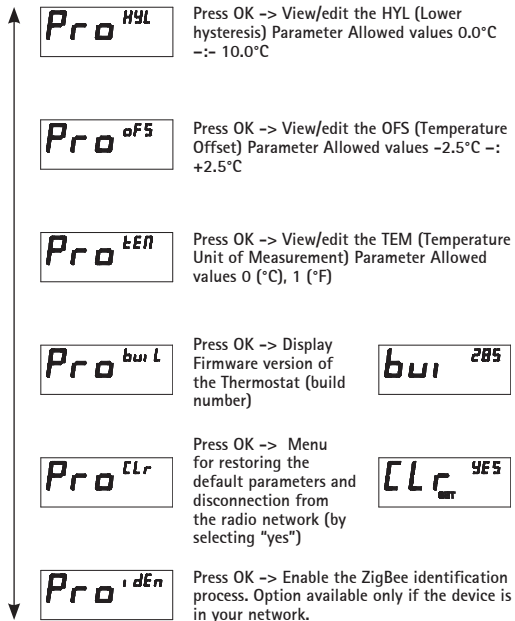 Pro HYL
Press OK -> View/edit the HYL (Lower
hysteresis) Parameter Allowed values 0.0°C
–:- 10.0°C
Pro oFS
Press OK -> View/edit the OFS (Temperature
Offset) Parameter Allowed values -2.5°C –:
+2.5°C
Pro tEM
Press OK -> View/edit the TEM (Temperature
Unit of Measurement) Parameter Allowed
values 0 (°C), 1 (°F)
Pro buiL
Press OK -> Display
Firmware version of
the Thermostat (build
number)
bui 285
Pro CLr
Press OK -> Menu
for restoring the
default parameters and
disconnection from
the radio network (by
selecting "yes")
CLr YES
Pro idEn
Press OK -> Enable the ZigBee identification
process. Option available only if the device is
in your network.